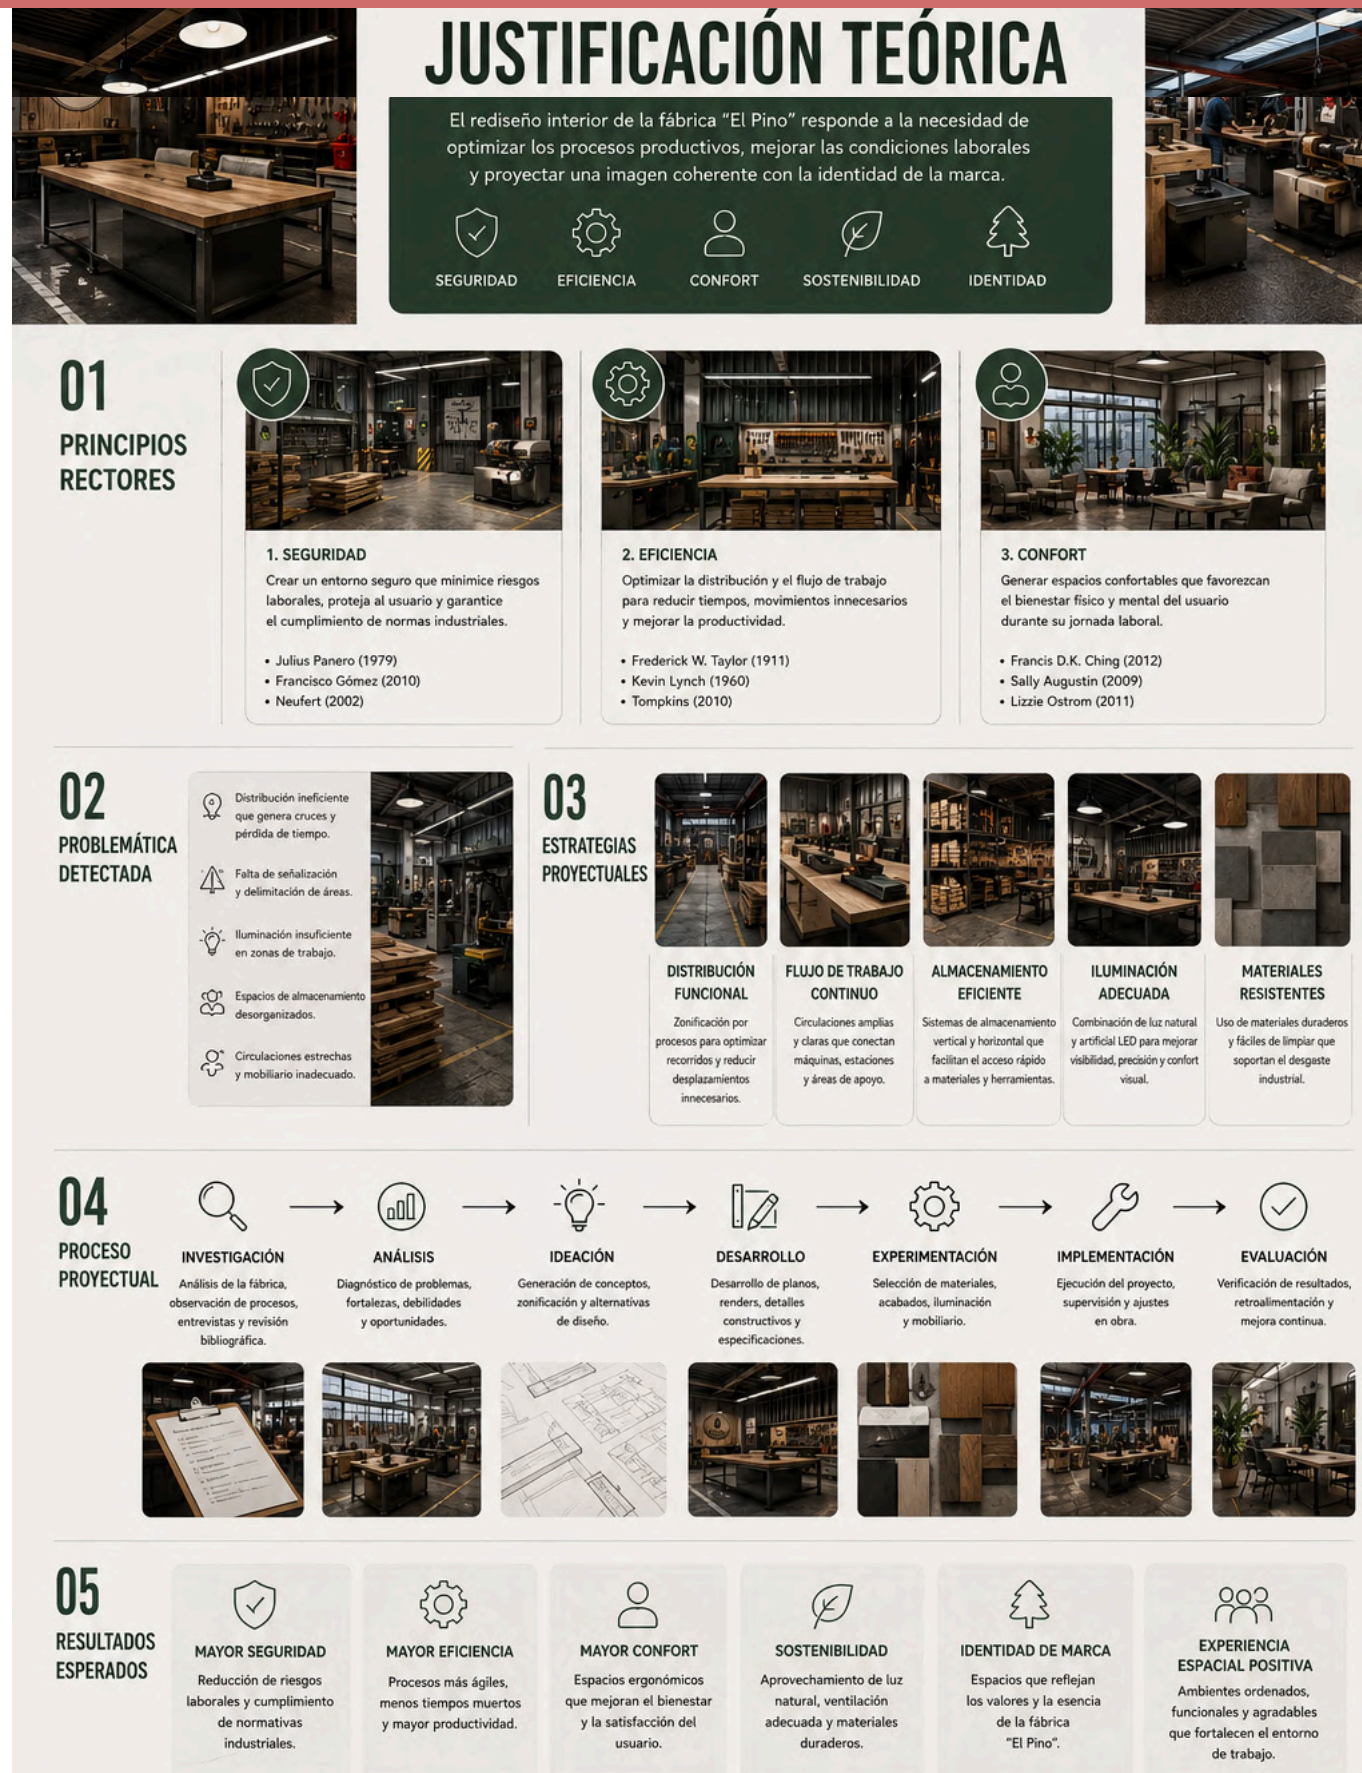 JUSTIFICACIÓN TEÓRICA
El rediseño interior de la fábrica “El Pino” responde a la necesidad de
optimizar los procesos productivos, mejorar las condiciones laborales
y proyectar una imagen coherente con la identidad de la marca.
SEGURIDAD
EFICIENCIA
CONFORT
SOSTENIBILIDAD
IDENTIDAD
01
PRINCIPIOS
RECTORES
1. SEGURIDAD
Crear un entorno seguro que minimice riesgos
laborales, proteja al usuario y garantice
el cumplimiento de normas industriales.
• Julius Panero (1979)
• Francisco Gómez (2010)
• Neufert (2002)
2. EFICIENCIA
Optimizar la distribución y el flujo de trabajo
para reducir tiempos, movimientos innecesarios
y mejorar la productividad.
• Frederick W. Taylor (1911)
• Kevin Lynch (1960)
• Tompkins (2010)
3. CONFORT
Generar espacios confortables que favorezcan
el bienestar físico y mental del usuario
durante su jornada laboral.
• Francis D.K. Ching (2012)
• Sally Augustin (2009)
• Lizzie Ostrom (2011)
02
PROBLEMÁTICA
DETECTADA
Distribución ineficiente
que genera cruces y
pérdida de tiempo.
Falta de señalización
y delimitación de áreas.
Iluminación insuficiente
en zonas de trabajo.
Espacios de almacenamiento
desorganizados.
Circulaciones estrechas
y mobiliario inadecuado.
03
ESTRATEGIAS
PROYECTUALES
DISTRIBUCIÓN
FUNCIONAL
Zonificación por
procesos para optimizar
recorridos y reducir
desplazamientos
innecesarios.
FLUJO DE TRABAJO
CONTINUO
Circulaciones amplias
y claras que conectan
máquinas, estaciones
y áreas de apoyo.
ALMACENAMIENTO
EFICIENTE
Sistemas de almacenamiento
vertical y horizontal que
facilitan el acceso rápido
a materiales y herramientas.
ILUMINACIÓN
ADECUADA
Combinación de luz natural
y artificial LED para mejorar
visibilidad, precisión y confort
visual.
MATERIALES
RESISTENTES
Uso de materiales duraderos
y fáciles de limpiar que
soportan el desgaste
industrial.
04
PROCESO
PROYECTUAL
INVESTIGACIÓN
Análisis de la fábrica,
observación de procesos,
entrevistas y revisión
bibliográfica.
ANÁLISIS
Diagnóstico de problemas,
fortalezas, debilidades
y oportunidades.
IDEACIÓN
Generación de conceptos,
zonificación y alternativas
de diseño.
DESARROLLO
Desarrollo de planos,
renders, detalles
constructivos y
especificaciones.
EXPERIMENTACIÓN
Selección de materiales,
acabados, iluminación
y mobiliario.
IMPLEMENTACIÓN
Ejecución del proyecto,
supervisión y ajustes
en obra.
EVALUACIÓN
Verificación de resultados,
retroalimentación y
mejora continua.
05
RESULTADOS
ESPERADOS
MAYOR SEGURIDAD
Reducción de riesgos
laborales y cumplimiento
de normativas
industriales.
MAYOR EFICIENCIA
Procesos más ágiles,
menos tiempos muertos
y mayor productividad.
MAYOR CONFORT
Espacios ergonómicos
que mejoran el bienestar
y la satisfacción del
usuario.
SOSTENIBILIDAD
Aprovechamiento de luz
natural, ventilación
adecuada y materiales
duraderos.
IDENTIDAD DE MARCA
Espacios que reflejan
los valores y la esencia
de la fábrica
“El Pino”.
EXPERIENCIA
ESPACIAL POSITIVA
Ambientes ordenados,
funcionales y agradables
que fortalecen el entorno
de trabajo.